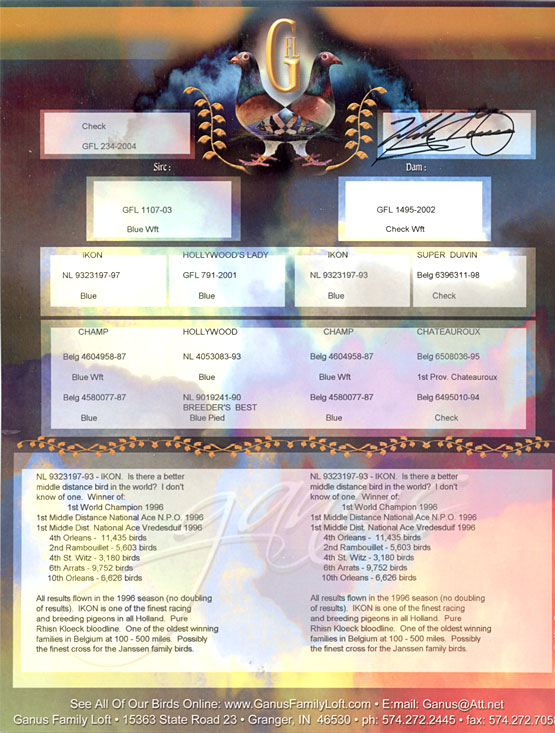 GFL
Check
GFL 234-2004
Sire :
Dam :
GFL 1107-03
Blue Wft
GFL 1495-2002
Check Wft
IKON
HOLLYWOOD'S LADY
IKON
SUPER DUIVIN
NL 9323197-97
GFL 791-2001
NL 9323197-93
Belg 6396311-98
Blue
Blue
Blue
Check
CHAMP
HOLLYWOOD
CHAMP
CHATEAUROUX
Belg 4604958-87
NL 4053083-93
Belg 4604958-87
Belg 6508036-95
Blue Wft
Blue
Blue Wft
1st Prov. Chateauroux
Belg 4580077-87
NL 9019241-90
Belg 4580077-87
Belg 6495010-94
BREEDER'S BEST
Blue
Blue Pied
Blue
Check
NL 9323197-93 - IKON. Is there a better
middle distance bird in the world? I don't
know of one. Winner of:
1st World Champion 1996
1st Middle Distance National Ace N.P.O. 1996
1st Middle Dist. National Ace Vredesduif 1996
4th Orleans - 11,435 birds
2nd Rambouillet - 5,603 birds
4th St. Witz - 3,180 birds
6th Arrats - 9,752 birds
10th Orleans - 6,626 birds
All results flown in the 1996 season (no doubling
of results). IKON is one of the finest racing
and breeding pigeons in all Holland. Pure
Rhisn Kloeck bloodline. One of the oldest winning
families in Belgium at 100 - 500 miles. Possibly
the finest cross for the Janssen family birds.
NL 9323197-93 - IKON. Is there a better
middle distance bird in the world? I don't
know of one. Winner of:
1st World Champion 1996
1st Middle Distance National Ace N.P.O. 1996
1st Middle Dist. National Ace Vredesduif 1996
4th Orleans - 11,435 birds
2nd Rambouillet - 5,603 birds
4th St. Witz - 3,180 birds
6th Arrats - 9,752 birds
10th Orleans - 6,626 birds
All results flown in the 1996 season (no doubling
of results). IKON is one of the finest racing
and breeding pigeons in all Holland. Pure
Rhisn Kloeck bloodline. One of the oldest winning
families in Belgium at 100 - 500 miles. Possibly
the finest cross for the Janssen family birds.
See All Of Our Birds Online: www.GanusFamilyLoft.com • E:mail: Ganus@Att.net
Ganus Family Loft • 15363 State Road 23 • Granger, IN 46530 • ph: 574.272.2445 • fax: 574.272.705